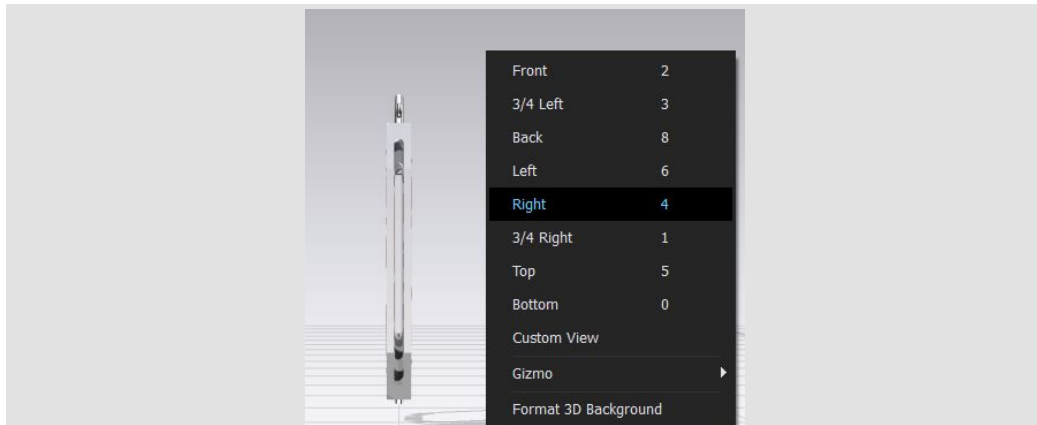 Front 2
3/4 Left 3
Back 8
Left 6
Right 4
3/4 Right 1
Top 5
Bottom 0
Custom View
Gizmo
Format 3D Background